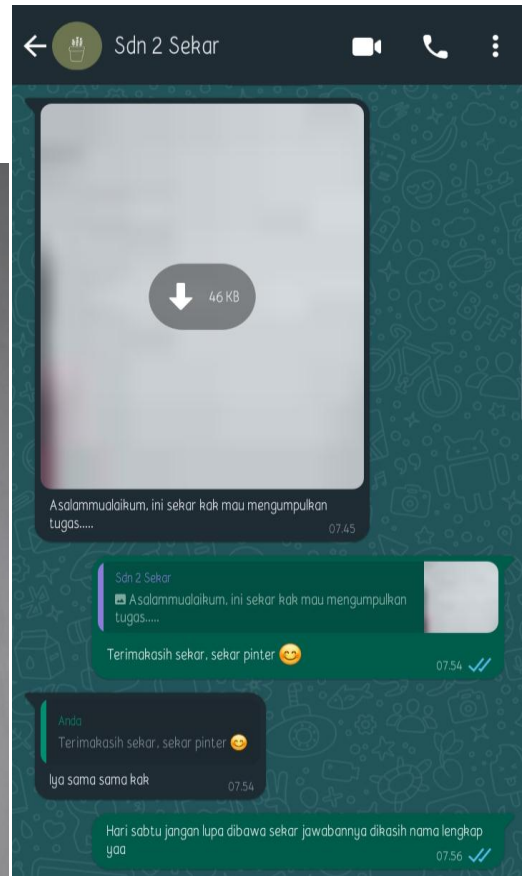 Sdn 2 Sekar
46 KB
Asalammualaikum. ini sekar kak mau mengumpulkan
tugas.....
07.45
Sdn 2 Sekar
Asalammualaikum. ini sekar kak mau mengumpulkan
tugas.....
Terimakasih sekar. sekar pinter 😊
07.54
Anda
Terimakasih sekar. sekar pinter 😊
Iya sama sama kak
07.54
Hari sabtu jangan lupa dibawa sekar jawabannya dikasih nama lengkap
yaa
07.56